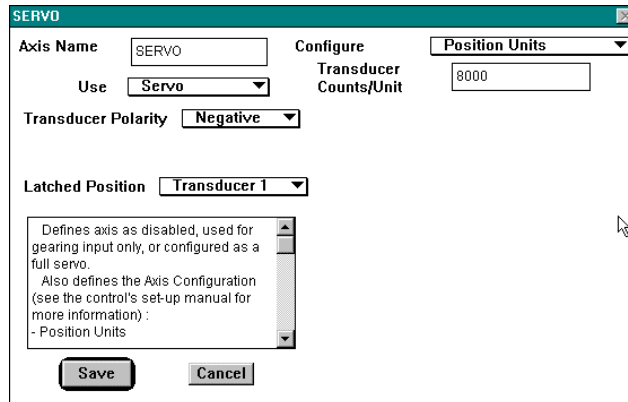 SERVO
Axis Name SERVO Configure Position Units
Use Servo Transducer Counts/Unit 8000
Transducer Polarity Negative
Latched Position Transducer 1
Defines axis as disabled, used for
gearing input only, or configured as a
full servo.
Also defines the Axis Configuration
(see the control's set-up manual for
more information) :
- Position Units
Save Cancel